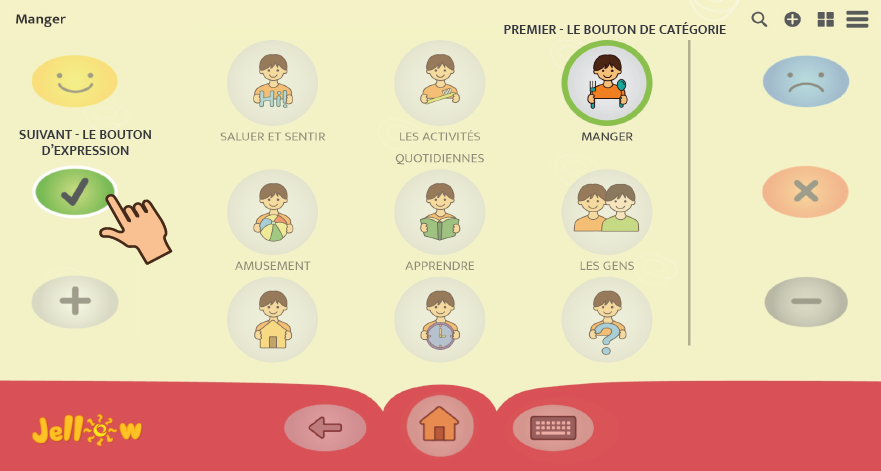 Manger
PREMIER - LE BOUTON DE CATÉGORIE
SUIVANT - LE BOUTON
D'EXPRESSION
SALUER ET SENTIR
LES ACTIVITÉS
QUOTIDIENNES
MANGER
AMUSEMENT
APPRENDRE
LES GENS
Hi!
?
Jellow